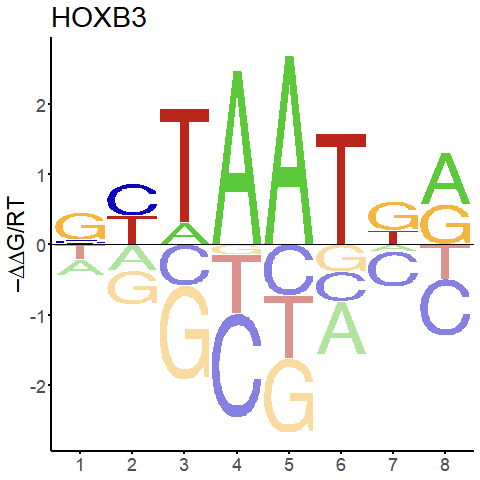 HOXB3
−ΔΔG/RT
2
1
0
-1
-2
G C T A A T G A
T A T G
T A C G C G A T
A G G T T C C C
C G A
1 2 3 4 5 6 7 8